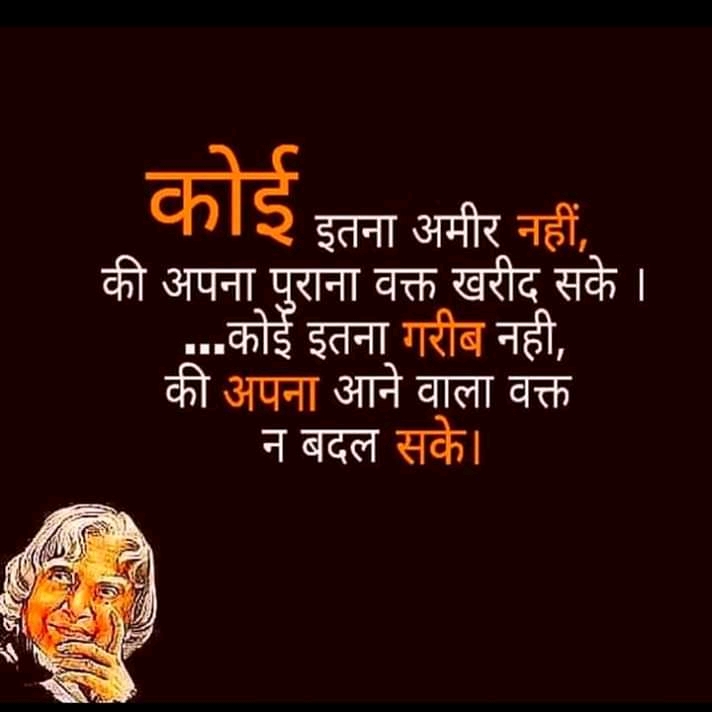 कोई इतना अमीर नहीं,
की अपना पुराना वक्त खरीद सके ।
...कोई इतना गरीब नही,
की अपना आने वाला वक्त
न बदल सके।